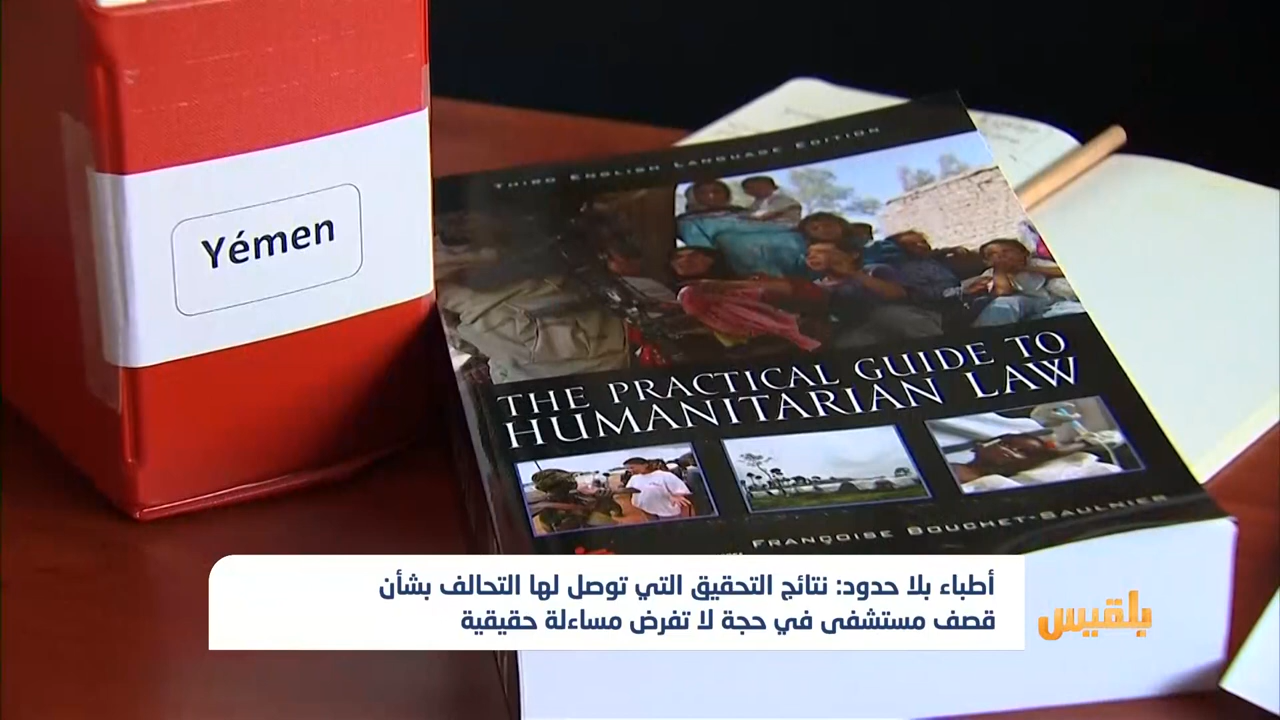 Yémen
THIRD ENGLISH LANGUAGE EDITION
THE PRACTICAL GUIDE TO
HUMANITARIAN LAW
FRANÇOISE BOUCHET-SAULNIER
أطباء بلا حدود: نتائج التحقيق التي توصل لها التحالف بشأن
قصف مستشفى في حجة لا تفرض مساءلة حقيقية
بلقيس